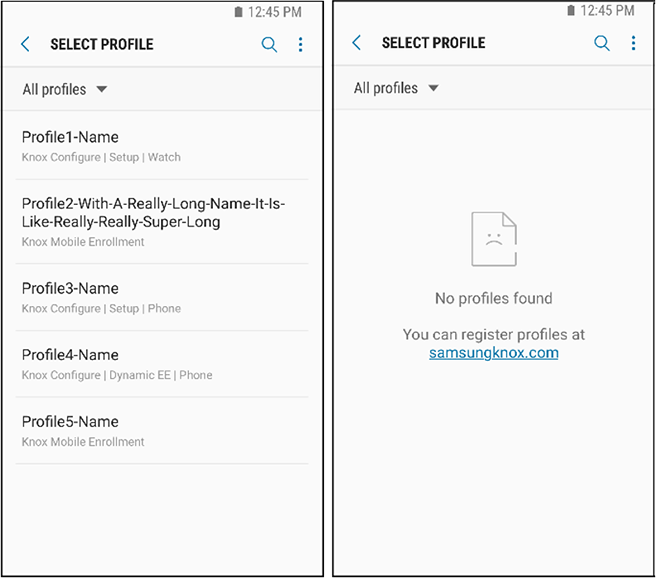 12:45 PM
SELECT PROFILE
All profiles
Profile1-Name
Knox Configure | Setup | Watch
Profile2-With-A-Really-Long-Name-It-Is-
Like-Really-Really-Super-Long
Knox Mobile Enrollment
Profile3-Name
Knox Configure | Setup | Phone
Profile4-Name
Knox Configure | Dynamic EE | Phone
Profile5-Name
Knox Mobile Enrollment
12:45 PM
SELECT PROFILE
All profiles
No profiles found
You can register profiles at
samsungknox.com